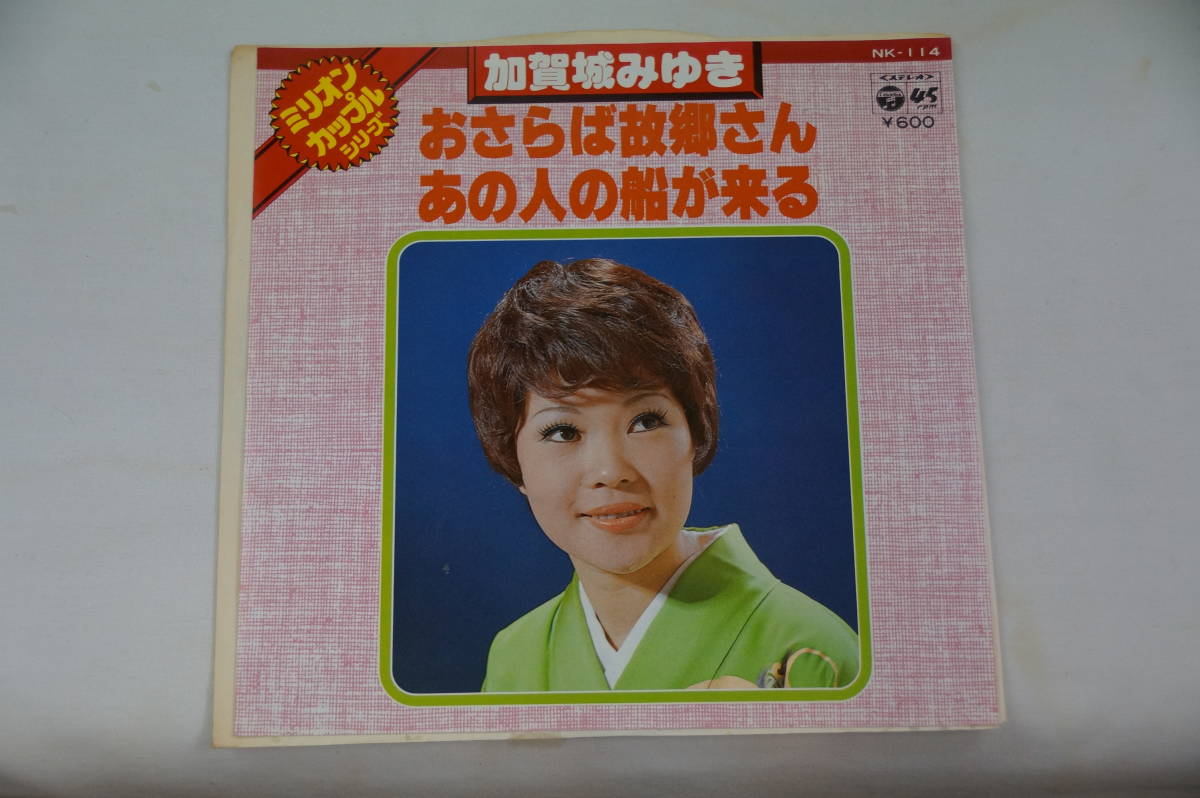 加賀城みゆき
NK-114
ミリオン
カップル
シリーズ
<ステレオ>
Columbia
45
rpm
¥600
おさらば故郷さん
あの人の船が来る